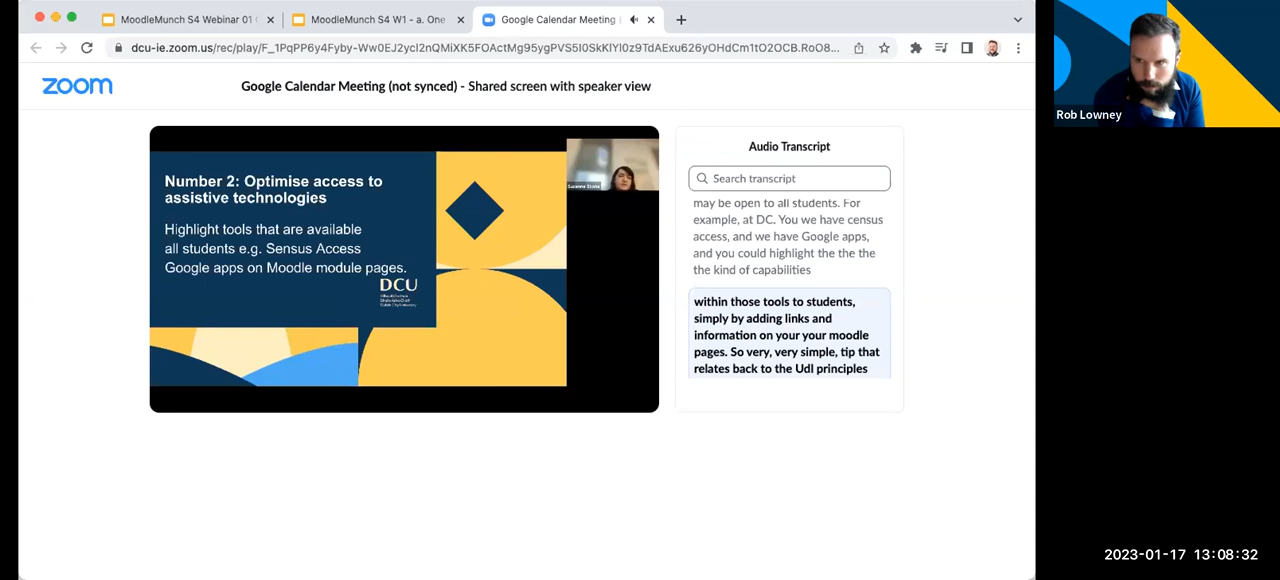 MoodleMunch S4 Webinar 01
MoodleMunch S4 W1 - a. One
Google Calendar Meeting
dcu-ie.zoom.us/rec/play/F_1PqPP6y4Fyby-Ww0EJ2ycI2nQMiXK5FOActMg95ygPVS5I0SkKlYI0z9TdAExu626yOHdCm1tO2OCB.RoO8...
zoom
Google Calendar Meeting (not synced) - Shared screen with speaker view
Number 2: Optimise access to
assistive technologies
Highlight tools that are available
all students e.g. Sensus Access
Google apps on Moodle module pages.
DCU
Suzanne Stone
Audio Transcript
Search transcript
may be open to all students. For
example, at DC. You we have census
access, and we have Google apps,
and you could highlight the the the
the kind of capabilities
within those tools to students,
simply by adding links and
information on your your moodle
pages. So very, very simple, tip that
relates back to the Udl principles
Rob Lowney
2023-01-17 13:08:32